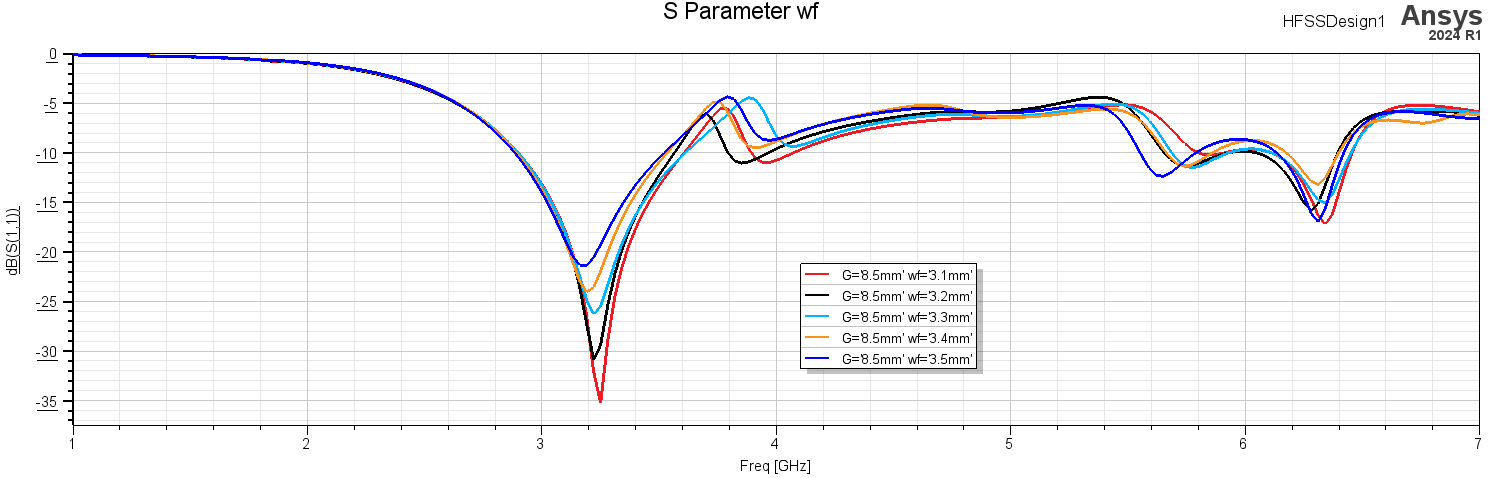 S Parameter wf
HFSSDesign1
Ansys
2024 R1
0
-5
-10
-15
-20
-25
-30
-35
dB(S(1,1))
G='8.5mm' wf='3.1mm'
G='8.5mm' wf='3.2mm'
G='8.5mm' wf='3.3mm'
G='8.5mm' wf='3.4mm'
G='8.5mm' wf='3.5mm'
1 2 3 4 5 6 7
Freq [GHz]